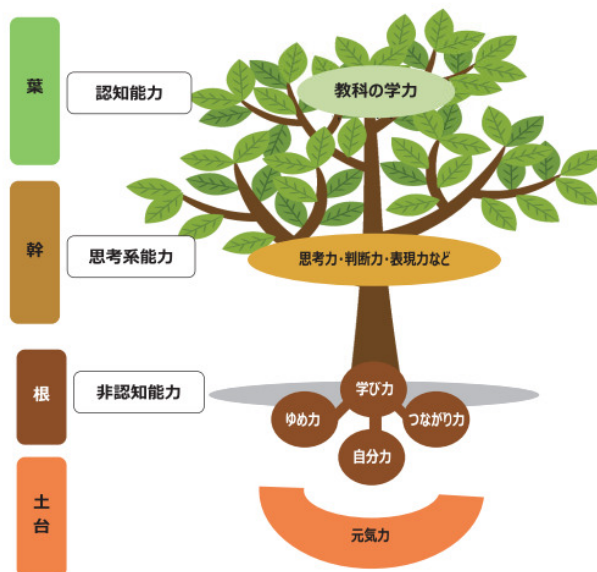 葉
認知能力
教科の学力
幹
思考系能力
思考力・判断力・表現力など
根
非認知能力
学び力
ゆめ力
つながり力
自分力
土台
元気力